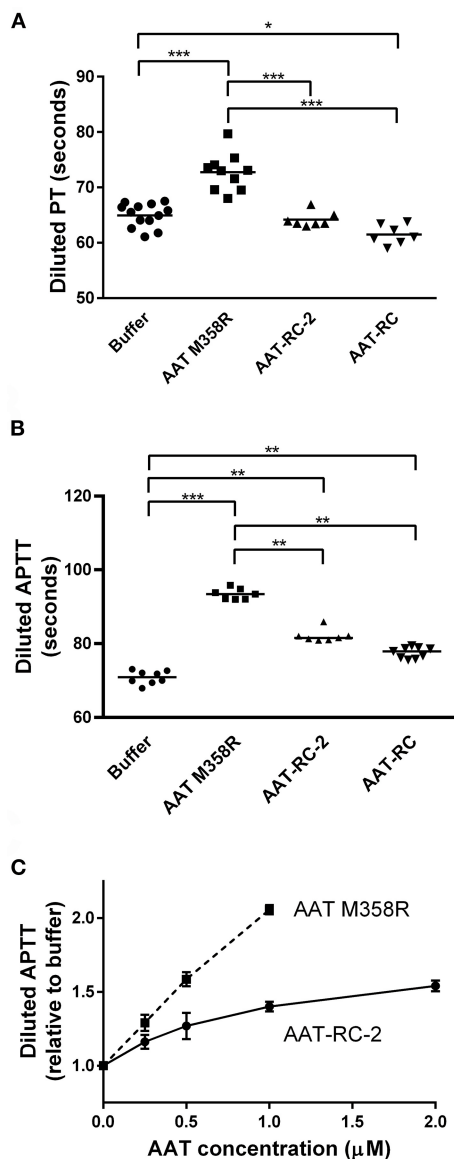 A
*
***
***
***
Diluted PT (seconds)
90
80
70
60
50
Buffer
AAT M358R
AAT-RC-2
AAT-RC
B
**
**
***
**
**
Diluted APTT
(seconds)
120
100
80
60
Buffer
AAT M358R
AAT-RC-2
AAT-RC
C
Diluted APTT
(relative to buffer)
2.0
1.5
1.0
AAT M358R
AAT-RC-2
0.0 0.5 1.0 1.5 2.0
AAT concentration (μM)